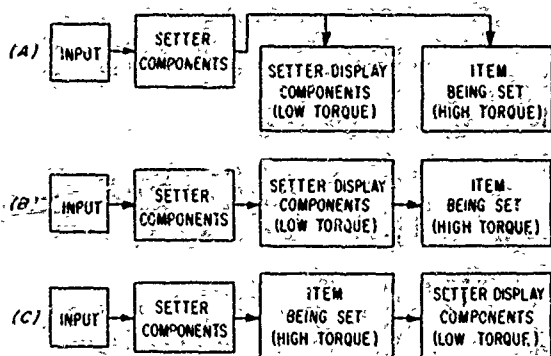 (A)
INPUT
SETTER
COMPONENTS
SETTER DISPLAY
COMPONENTS
(LOW TORQUE)
ITEM
BEING SET
(HIGH TORQUE)
(B)
INPUT
SETTER
COMPONENTS
SETTER DISPLAY
COMPONENTS
(LOW TORQUE)
ITEM
BEING SET
(HIGH TORQUE)
(C)
INPUT
SETTER
COMPONENTS
ITEM
BEING SET
(HIGH TORQUE)
SETTER DISPLAY
COMPONENTS
(LOW TORQUE)